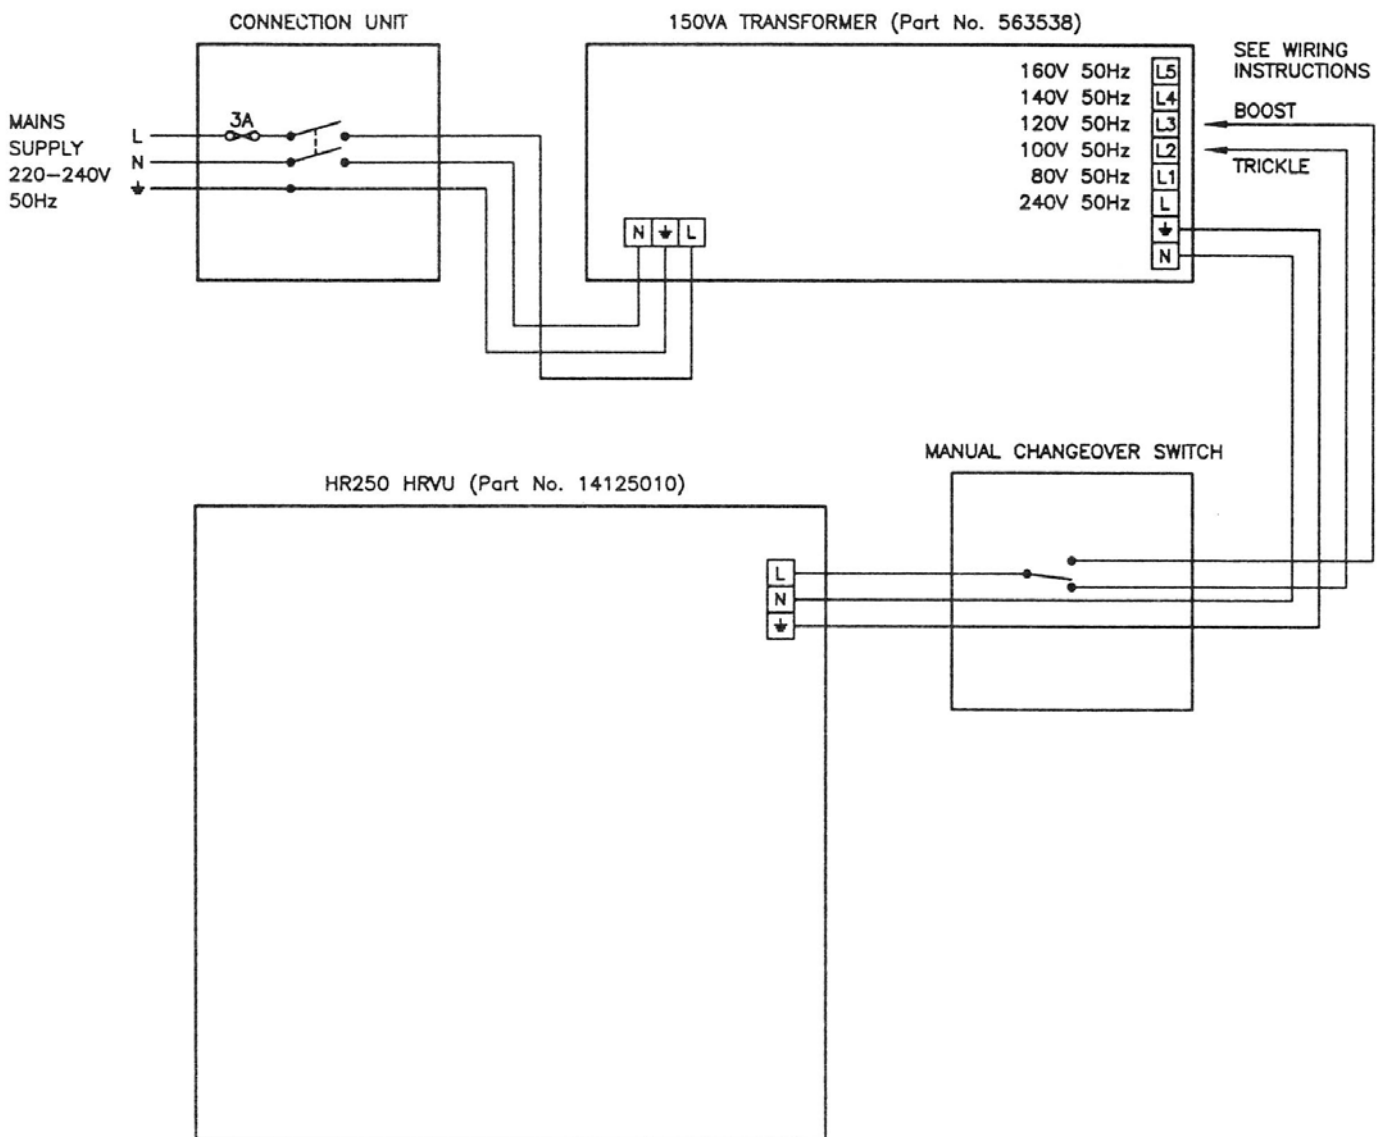 CONNECTION UNIT
150VA TRANSFORMER (Part No. 563538)
SEE WIRING
INSTRUCTIONS
160V 50Hz L5
140V 50Hz L4
120V 50Hz L3
100V 50Hz L2
80V 50Hz L1
240V 50Hz L
N
BOOST
TRICKLE
MAINS
SUPPLY
220-240V
50Hz
L
N
3A
N L
MANUAL CHANGEOVER SWITCH
HR250 HRVU (Part No. 14125010)
L
N